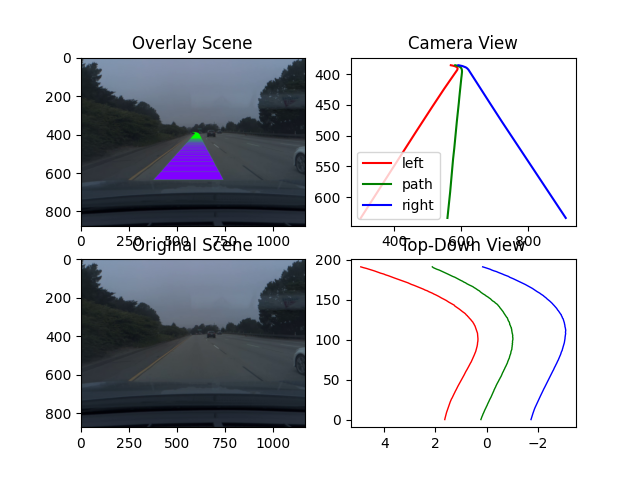 Overlay Scene
0
200
400
600
800
0 250 500 750 1000
Camera View
400
450
500
550
600
400 600 800
left
path
right
Original Scene
0
200
400
600
800
0 250 500 750 1000
Top-Down View
200
150
100
50
0
4 2 0 −2